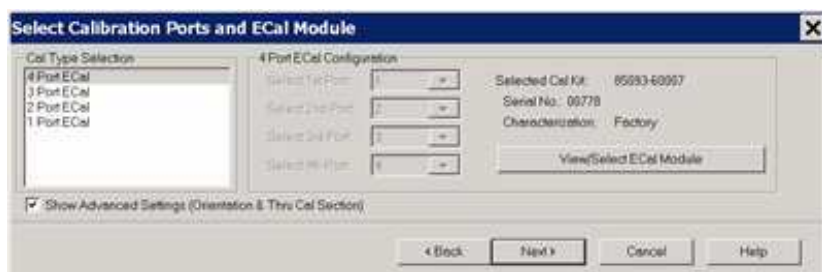 Select Calibration Ports and ECal Module
Cal Type Selection
4 Port ECal
3 Port ECal
2 Port ECal
1 Port ECal
4 Port ECal Configuration
Select 1st Port: 1
Select 2nd Port: 2
Select 3rd Port: 3
Select 4th Port: 4
Selected Cal Kit:
Serial No.: 00778
Characterization: Factory
View/Select ECal Module
Show Advanced Settings (Orientation & Thru Cal Section)
< Back
Next >
Cancel
Help